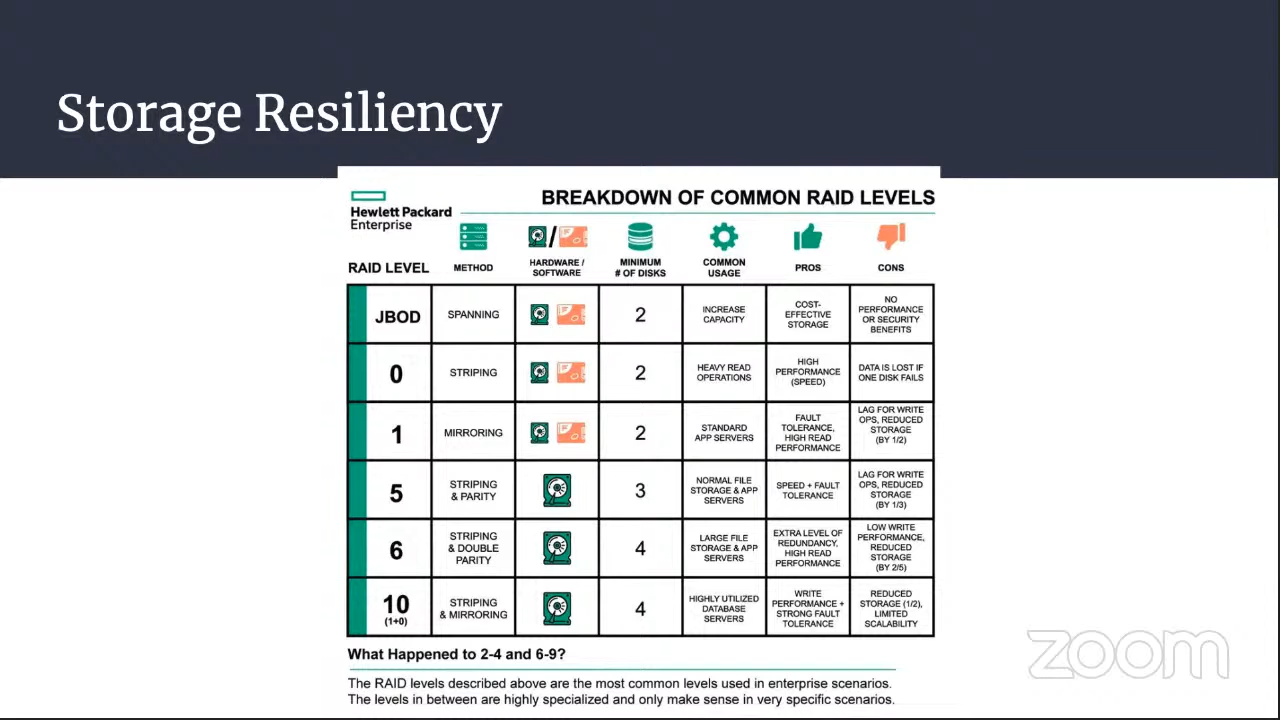 Storage Resiliency
Hewlett Packard
Enterprise
BREAKDOWN OF COMMON RAID LEVELS
RAID LEVEL
METHOD
HARDWARE /
SOFTWARE
MINIMUM
# OF DISKS
COMMON
USAGE
PROS
CONS
JBOD
SPANNING
2
INCREASE
CAPACITY
COST-
EFFECTIVE
STORAGE
NO
PERFORMANCE
OR SECURITY
BENEFITS
0
STRIPING
2
HEAVY READ
OPERATIONS
HIGH
PERFORMANCE
(SPEED)
DATA IS LOST IF
ONE DISK FAILS
1
MIRRORING
2
STANDARD
APP SERVERS
FAULT
TOLERANCE,
HIGH READ
PERFORMANCE
LAG FOR WRITE
OPS, REDUCED
STORAGE
(BY 1/2)
5
STRIPING
& PARITY
3
NORMAL FILE
STORAGE & APP
SERVERS
SPEED + FAULT
TOLERANCE
LAG FOR WRITE
OPS, REDUCED
STORAGE
(BY 1/3)
6
STRIPING
& DOUBLE
PARITY
4
LARGE FILE
STORAGE & APP
SERVERS
EXTRA LEVEL OF
REDUNDANCY,
HIGH READ
PERFORMANCE
LOW WRITE
PERFORMANCE,
REDUCED
STORAGE
(BY 2/5)
10
(1+0)
STRIPING
& MIRRORING
4
HIGHLY UTILIZED
DATABASE
SERVERS
WRITE
PERFORMANCE +
STRONG FAULT
TOLERANCE
REDUCED
STORAGE (1/2),
LIMITED
SCALABILITY
What Happened to 2-4 and 6-9?
The RAID levels described above are the most common levels used in enterprise scenarios.
The levels in between are highly specialized and only make sense in very specific scenarios.
zoom